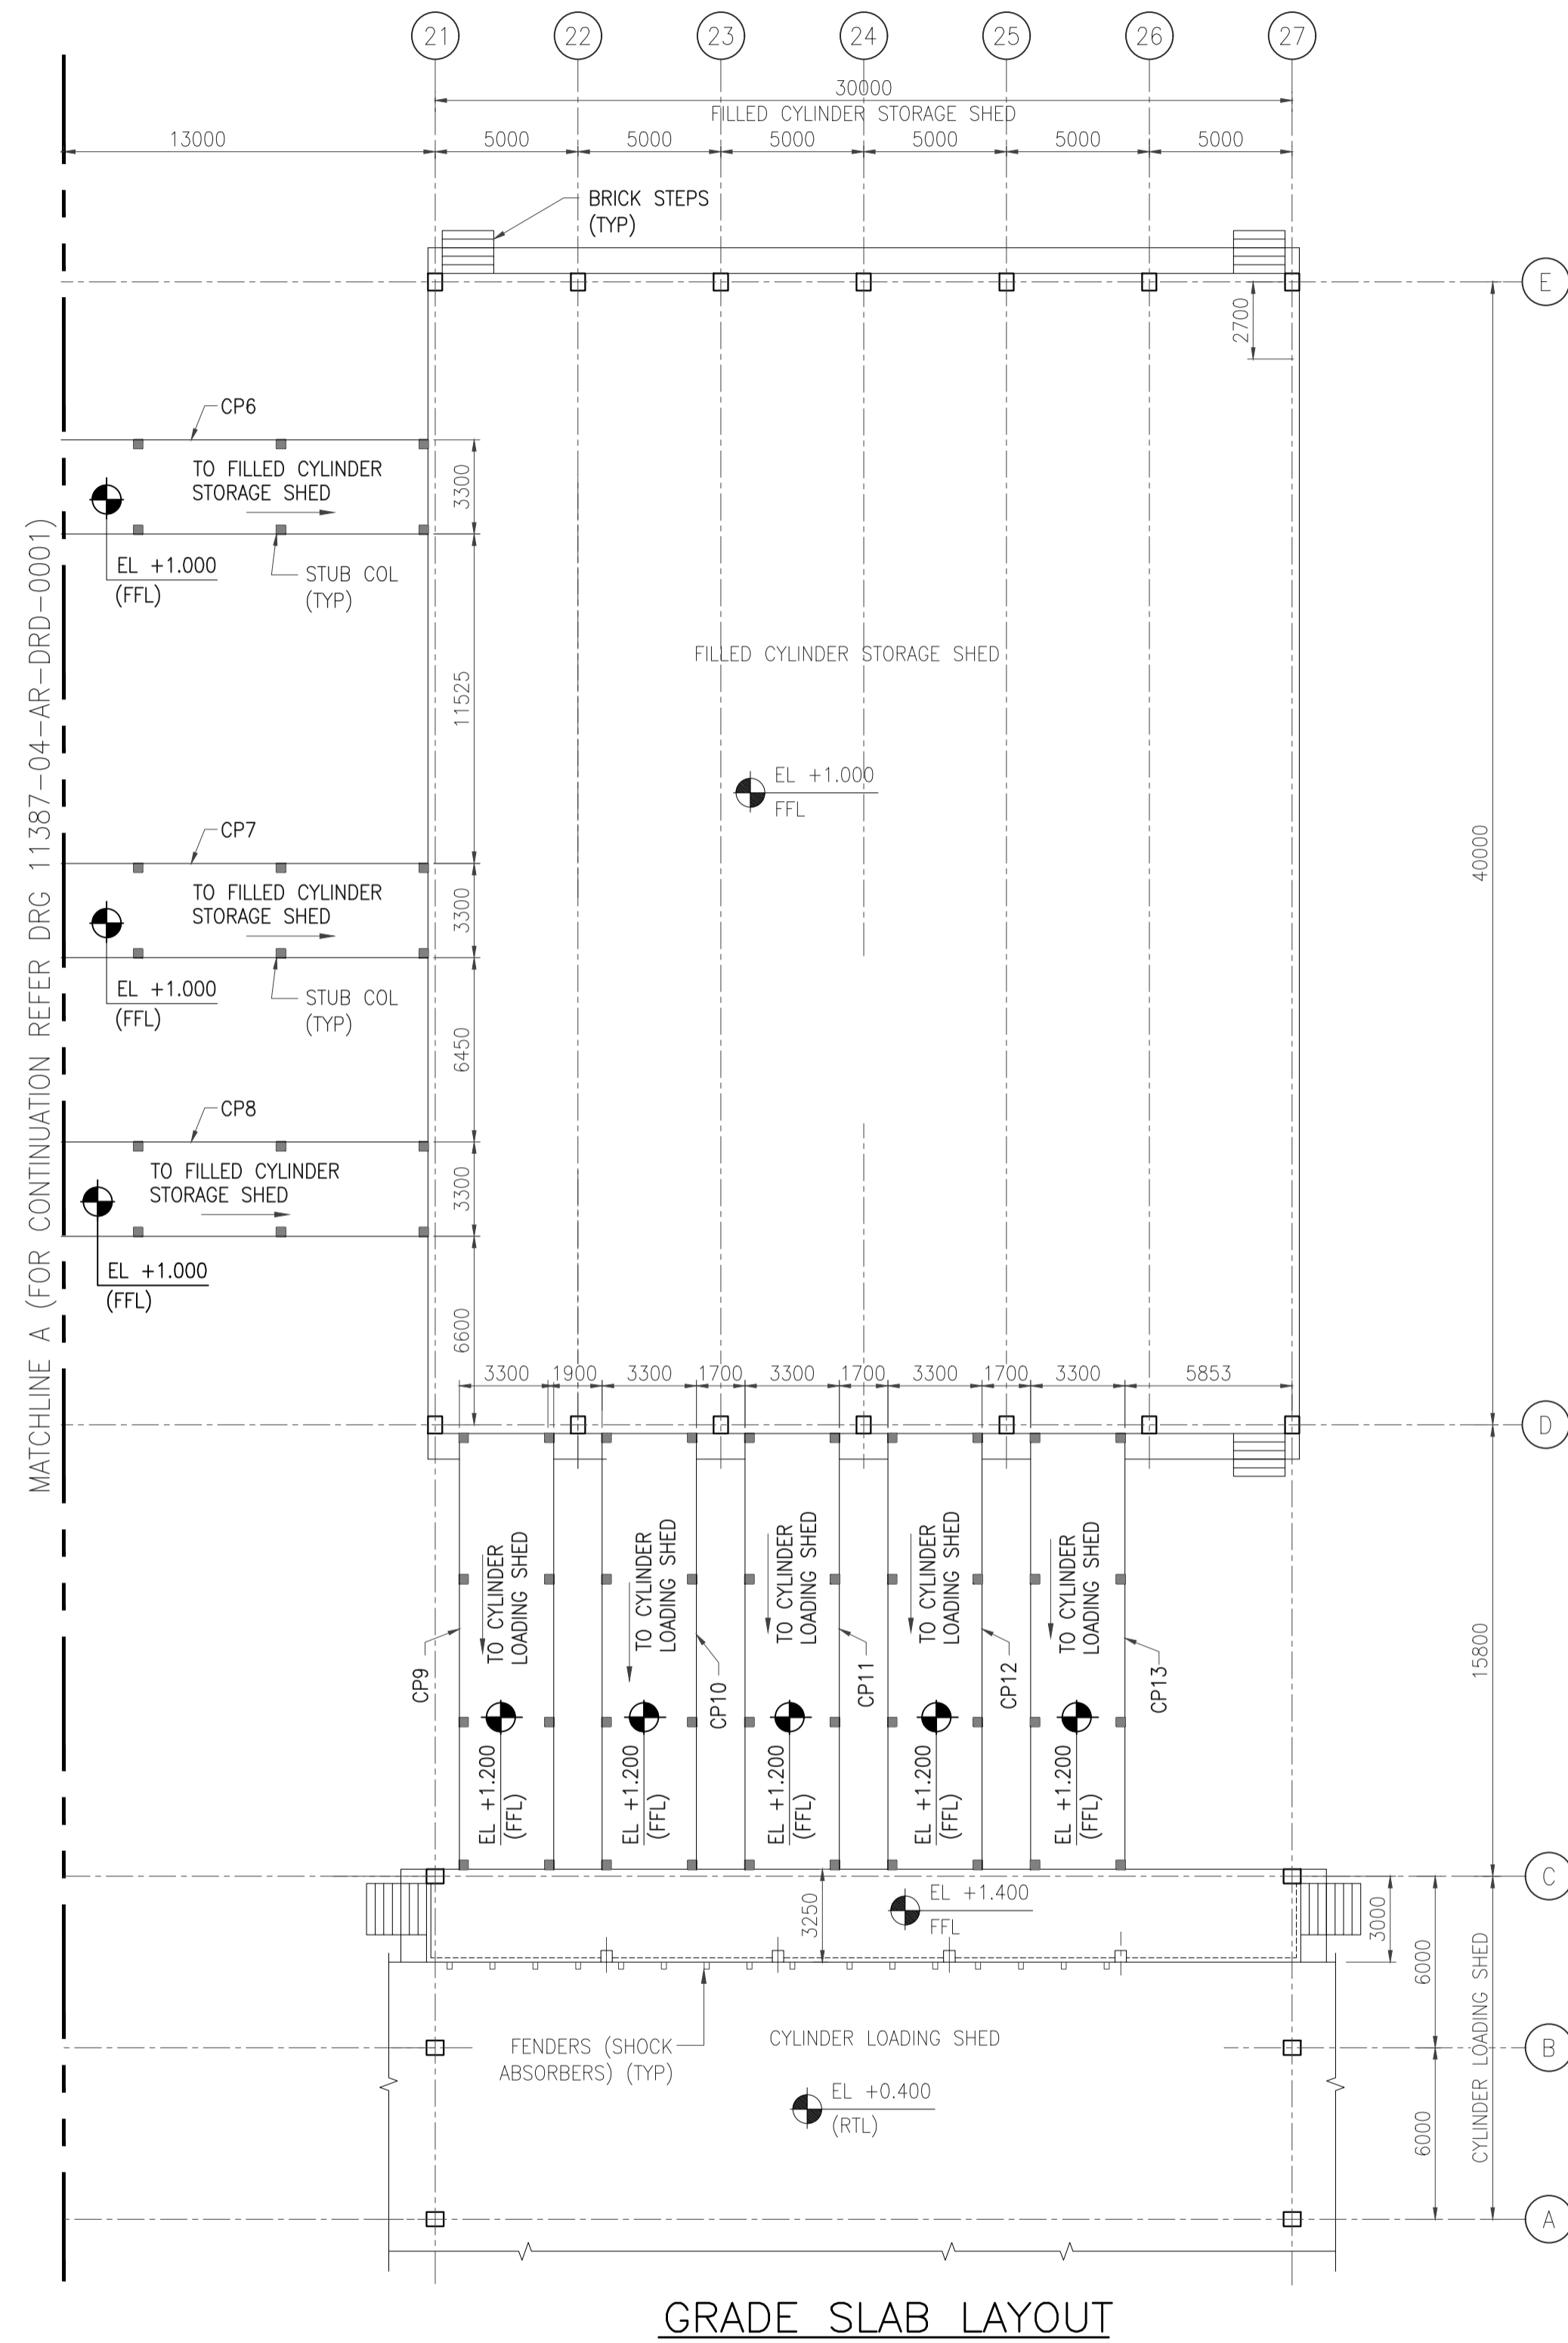 21 22 23 24 25 26 27
30000
FILLED CYLINDER STORAGE SHED
13000 5000 5000 5000 5000 5000 5000
BRICK STEPS
(TYP)
E
2700
CP6
TO FILLED CYLINDER
STORAGE SHED
3300
EL +1.000
(FFL)
STUB COL
(TYP)
MATCHLINE A (FOR CONTINUATION REFER DRG 11387-04-AR-DRD-0001)
FILLED CYLINDER STORAGE SHED
11525
EL +1.000
FFL
40000
CP7
TO FILLED CYLINDER
STORAGE SHED
3300
EL +1.000
(FFL)
STUB COL
(TYP)
6450
CP8
TO FILLED CYLINDER
STORAGE SHED
3300
EL +1.000
(FFL)
6600
3300 1900 3300 1700 3300 1700 3300 1700 3300 5853
D
TO CYLINDER
LOADING SHED
TO CYLINDER
LOADING SHED
TO CYLINDER
LOADING SHED
TO CYLINDER
LOADING SHED
TO CYLINDER
LOADING SHED
15800
CP9
CP10
CP11
CP12
CP13
EL +1.200
(FFL)
EL +1.200
(FFL)
EL +1.200
(FFL)
EL +1.200
(FFL)
EL +1.200
(FFL)
C
3250
EL +1.400
FFL
3000
6000
CYLINDER LOADING SHED
FENDERS (SHOCK
ABSORBERS) (TYP)
CYLINDER LOADING SHED
B
EL +0.400
(RTL)
6000
A
GRADE SLAB LAYOUT